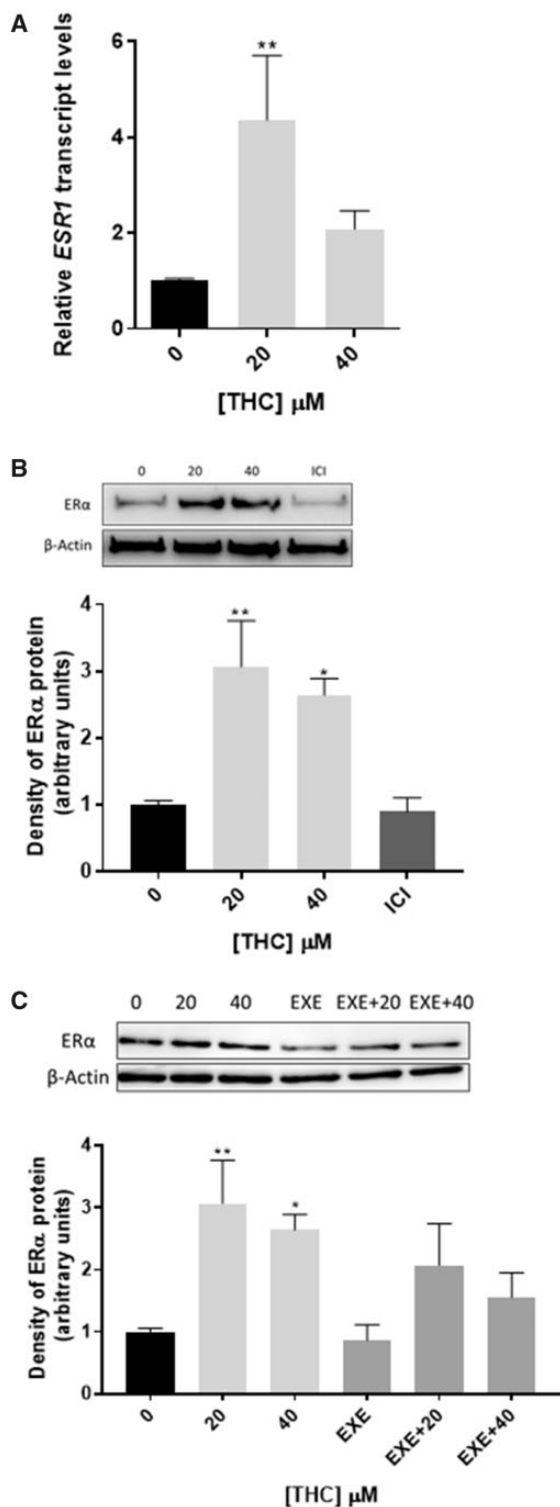 A
Relative ESR1 transcript levels
6
4
2
0
**
0
20
40
[THC] μM
B
0 20 40 ICI
ERα
β-Actin
Density of ERα protein
(arbitrary units)
4
3
2
1
0
**
*
0
20
40
ICI
[THC] μM
C
0 20 40 EXE EXE+20 EXE+40
ERα
β-Actin
Density of ERα protein
(arbitrary units)
4
3
2
1
0
**
*
0
20
40
EXE
EXE+20
EXE+40
[THC] μM